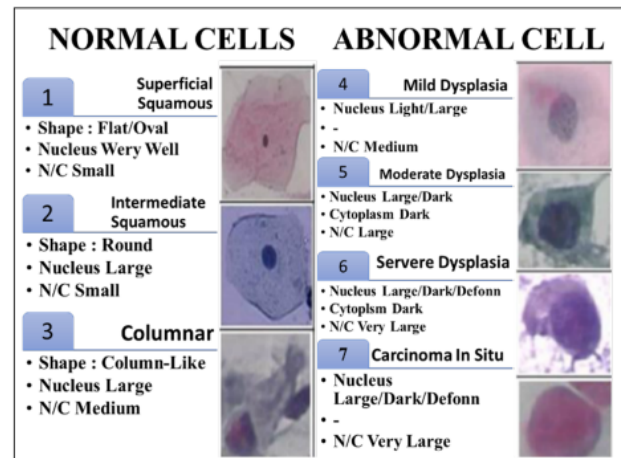 NORMAL CELLS
1
Superficial
Squamous
• Shape : Flat/Oval
• Nucleus Wery Well
• N/C Small
2
Intermediate
Squamous
• Shape : Round
• Nucleus Large
• N/C Small
3
Columnar
• Shape : Column-Like
• Nucleus Large
• N/C Medium
ABNORMAL CELL
4
Mild Dysplasia
• Nucleus Light/Large
• -
• N/C Medium
5
Moderate Dysplasia
• Nucleus Large/Dark
• Cytoplasm Dark
• N/C Large
6
Servere Dysplasia
• Nucleus Large/Dark/Defonn
• Cytoplsm Dark
• N/C Very Large
7
Carcinoma In Situ
• Nucleus
Large/Dark/Defonn
• -
• N/C Very Large